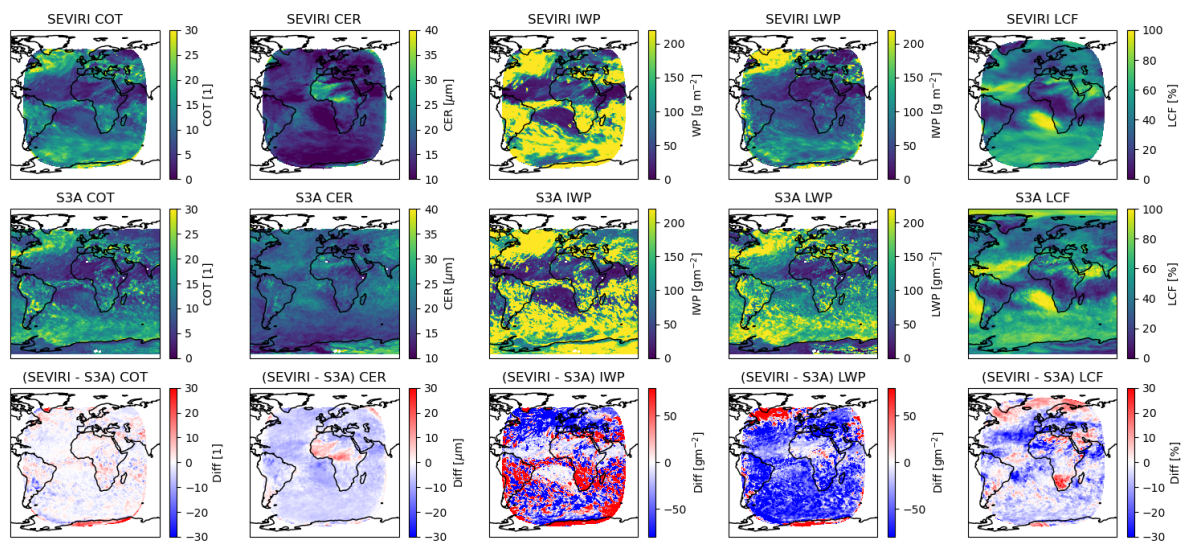 SEVIRI COT
SEVIRI CER
SEVIRI IWP
SEVIRI LWP
SEVIRI LCF
30
25
20
15
10
5
0
COT [1]
40
35
30
25
20
15
10
CER [μm]
200
150
100
50
0
WP [g m⁻²]
200
150
100
50
0
IWP [g m⁻²]
100
80
60
40
20
0
LCF [%]
S3A COT
S3A CER
S3A IWP
S3A LWP
S3A LCF
30
25
20
15
10
5
0
COT [1]
40
35
30
25
20
15
10
CER [μm]
200
150
100
50
0
IWP [gm⁻²]
200
150
100
50
0
LWP [gm⁻²]
100
80
60
40
20
0
LCF [%]
(SEVIRI - S3A) COT
(SEVIRI - S3A) CER
(SEVIRI - S3A) IWP
(SEVIRI - S3A) LWP
(SEVIRI - S3A) LCF
30
20
10
0
−10
−20
−30
Diff [1]
30
20
10
0
−10
−20
−30
Diff [μm]
50
0
−50
Diff [gm⁻²]
50
0
−50
Diff [gm⁻²]
30
20
10
0
−10
−20
−30
Diff [%]